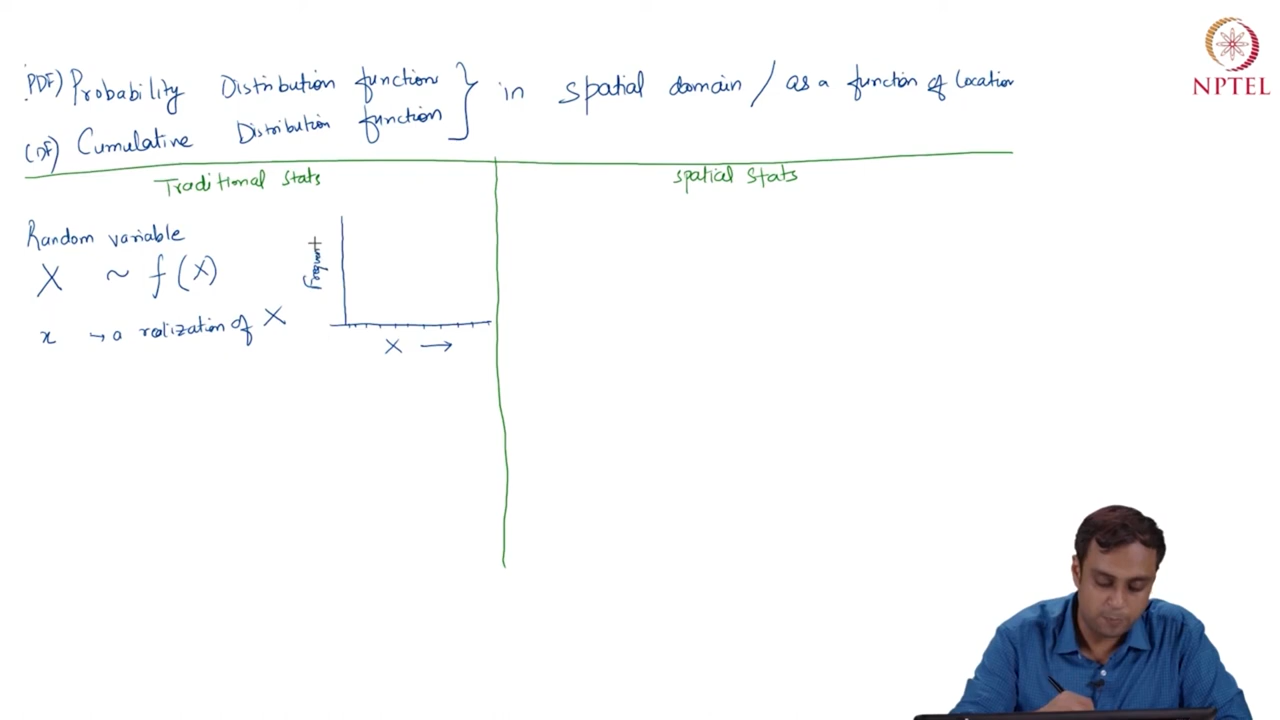 PDF) Probability Distribution function } in spatial domain / as a function of location
CDF) Cumulative Distribution function
Traditional stats
spatial stats
Random variable
X ~ f(X)
x → a realization of X
X →
NPTEL